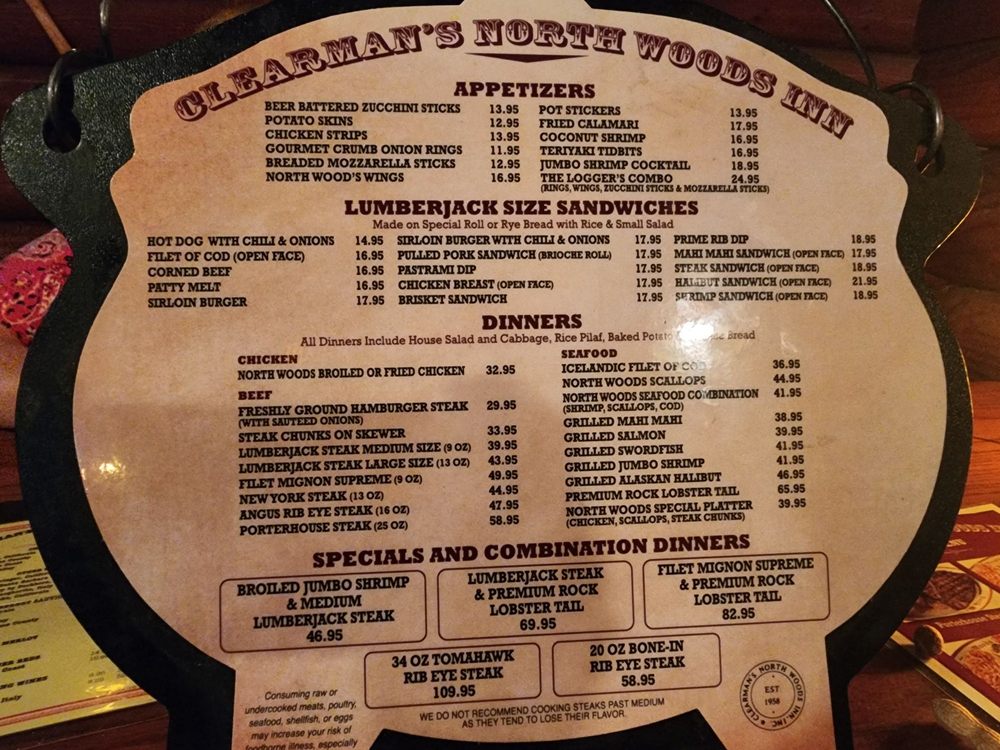 CLEARMAN'S NORTH WOODS INN
APPETIZERS
BEER BATTERED ZUCCHINI STICKS 13.95
POTATO SKINS 12.95
CHICKEN STRIPS 13.95
GOURMET CRUMB ONION RINGS 11.95
BREADED MOZZARELLA STICKS 12.95
NORTH WOOD'S WINGS 16.95
POT STICKERS 13.95
FRIED CALAMARI 17.95
COCONUT SHRIMP 16.95
TERIYAKI TIDBITS 16.95
JUMBO SHRIMP COCKTAIL 18.95
THE LOGGER'S COMBO 24.95
(RINGS, WINGS, ZUCCHINI STICKS & MOZZARELLA STICKS)
LUMBERJACK SIZE SANDWICHES
Made on Special Roll or Rye Bread with Rice & Small Salad
HOT DOG WITH CHILI & ONIONS 14.95
FILET OF COD (OPEN FACE) 16.95
CORNED BEEF 16.95
PATTY MELT 16.95
SIRLOIN BURGER 17.95
SIRLOIN BURGER WITH CHILI & ONIONS 17.95
PULLED PORK SANDWICH (BRIOCHE ROLL) 17.95
PASTRAMI DIP 17.95
CHICKEN BREAST (OPEN FACE) 17.95
BRISKET SANDWICH 17.95
PRIME RIB DIP 18.95
MAHI MAHI SANDWICH (OPEN FACE) 17.95
STEAK SANDWICH (OPEN FACE) 18.95
HALIBUT SANDWICH (OPEN FACE) 21.95
SHRIMP SANDWICH (OPEN FACE) 18.95
DINNERS
All Dinners Include House Salad and Cabbage, Rice Pilaf, Baked Potato Bread
CHICKEN
NORTH WOODS BROILED OR FRIED CHICKEN 32.95
BEEF
FRESHLY GROUND HAMBURGER STEAK 29.95
(WITH SAUTEED ONIONS)
STEAK CHUNKS ON SKEWER 33.95
LUMBERJACK STEAK MEDIUM SIZE (9 OZ) 39.95
LUMBERJACK STEAK LARGE SIZE (13 OZ) 43.95
FILET MIGNON SUPREME (9 OZ) 49.95
NEW YORK STEAK (13 OZ) 44.95
ANGUS RIB EYE STEAK (16 OZ) 47.95
PORTERHOUSE STEAK (25 OZ) 58.95
SEAFOOD
ICELANDIC FILET OF COD 36.95
NORTH WOODS SCALLOPS 44.95
NORTH WOODS SEAFOOD COMBINATION 41.95
(SHRIMP, SCALLOPS, COD)
GRILLED MAHI MAHI 38.95
GRILLED SALMON 39.95
GRILLED SWORDFISH 41.95
GRILLED JUMBO SHRIMP 41.95
GRILLED ALASKAN HALIBUT 46.95
PREMIUM ROCK LOBSTER TAIL 65.95
NORTH WOODS SPECIAL PLATTER 39.95
(CHICKEN, SCALLOPS, STEAK CHUNKS)
SPECIALS AND COMBINATION DINNERS
BROILED JUMBO SHRIMP
& MEDIUM
LUMBERJACK STEAK
46.95
LUMBERJACK STEAK
& PREMIUM ROCK
LOBSTER TAIL
69.95
FILET MIGNON SUPREME
& PREMIUM ROCK
LOBSTER TAIL
82.95
34 OZ TOMAHAWK
RIB EYE STEAK
109.95
20 OZ BONE-IN
RIB EYE STEAK
58.95
Consuming raw or
undercooked meats, poultry,
seafood, shellfish, or eggs
may increase your risk of
foodborne illness, especially
WE DO NOT RECOMMEND COOKING STEAKS PAST MEDIUM
AS THEY TEND TO LOSE THEIR FLAVOR.
CLEARMAN'S NORTH WOODS INN, INC.
EST
1958